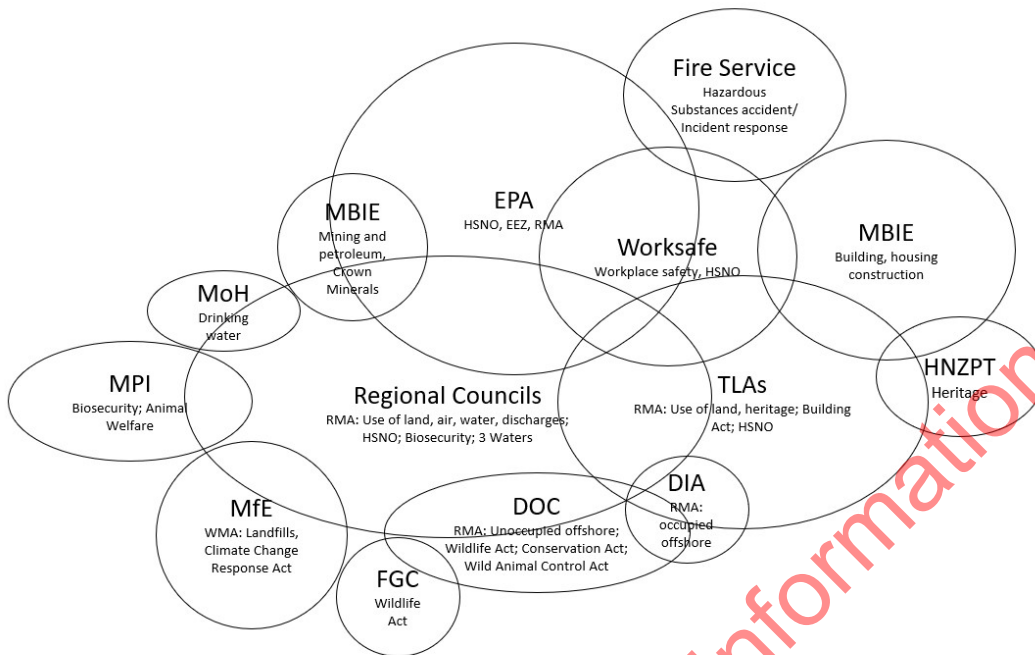 Fire Service
Hazardous
Substances accident/
Incident response
EPA
HSNO, EEZ, RMA
MBIE
Mining and
petroleum,
Crown
Minerals
Worksafe
Workplace safety, HSNO
MBIE
Building, housing
construction
MoH
Drinking
water
MPI
Biosecurity; Animal
Welfare
Regional Councils
RMA: Use of land, air, water, discharges;
HSNO; Biosecurity; 3 Waters
TLAs
RMA: Use of land, heritage; Building
Act; HSNO
HNZPT
Heritage
MfE
WMA: Landfills,
Climate Change
Response Act
DOC
RMA: Unoccupied offshore;
Wildlife Act; Conservation Act;
Wild Animal Control Act
DIA
RMA:
occupied
offshore
FGC
Wildlife
Act
information